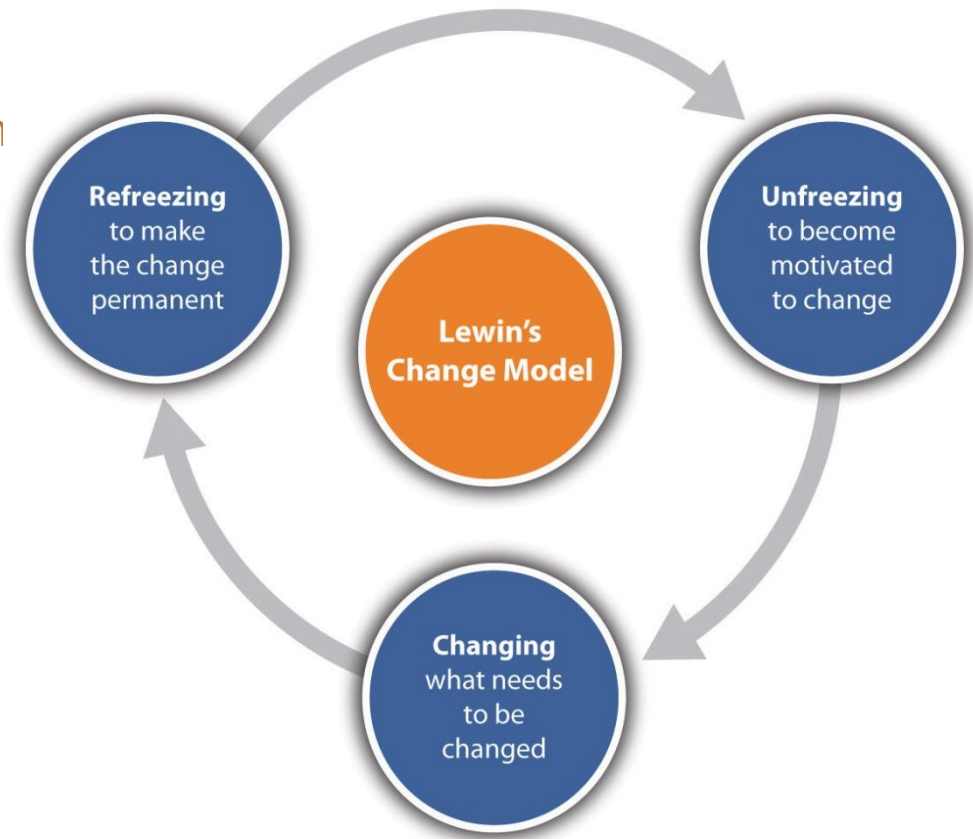 Refreezing
to make
the change
permanent
Unfreezing
to become
motivated
to change
Lewin's
Change Model
Changing
what needs
to be
changed